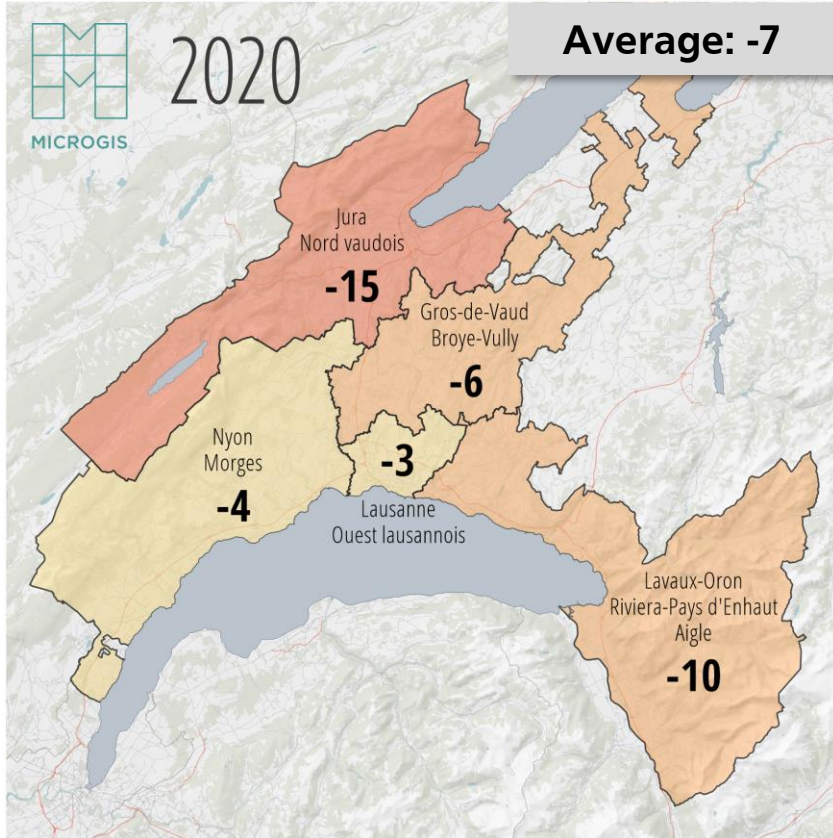 MICROGIS
2020
Average: -7
Jura
Nord vaudois
-15
Gros-de-Vaud
Broye-Vully
-6
Nyon
Morges
-4
-3
Lausanne
Ouest lausannois
Lavaux-Oron
Riviera-Pays d'Enhaut
Aigle
-10